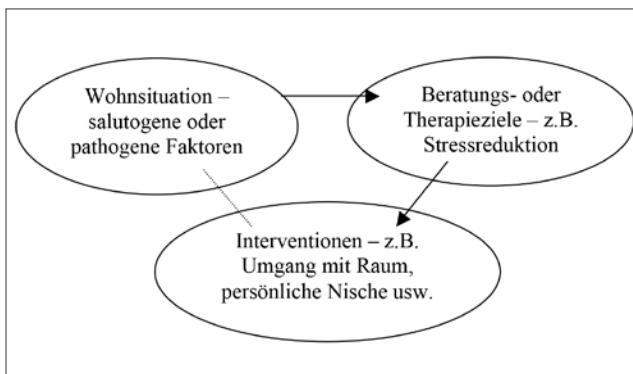 Wohnsituation –
salutogene oder
pathogene Faktoren
Beratungs- oder
Therapieziele – z.B.
Stressreduktion
Interventionen – z.B.
Umgang mit Raum,
persönliche Nische usw.